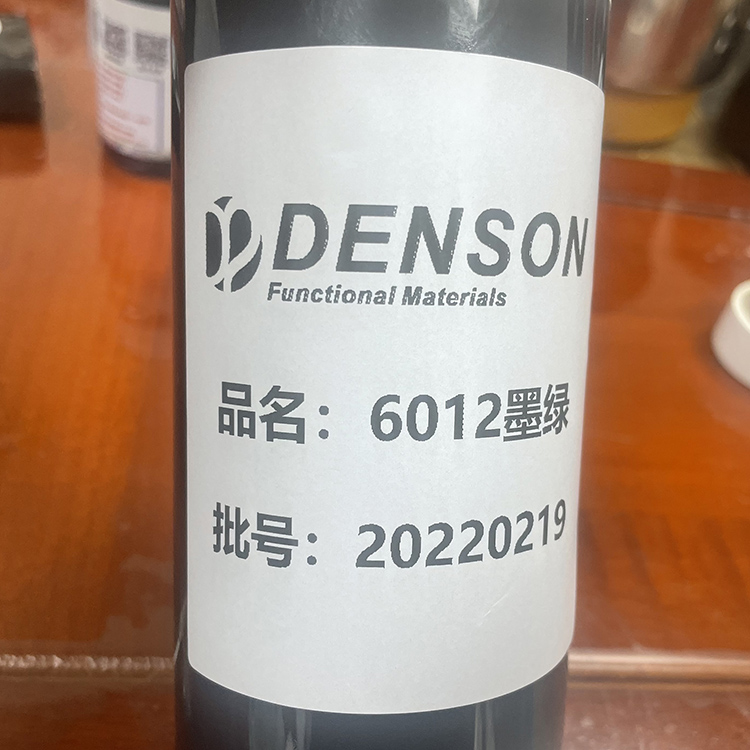 DENSON
Functional Materials
品名：6012墨绿
批号：20220219